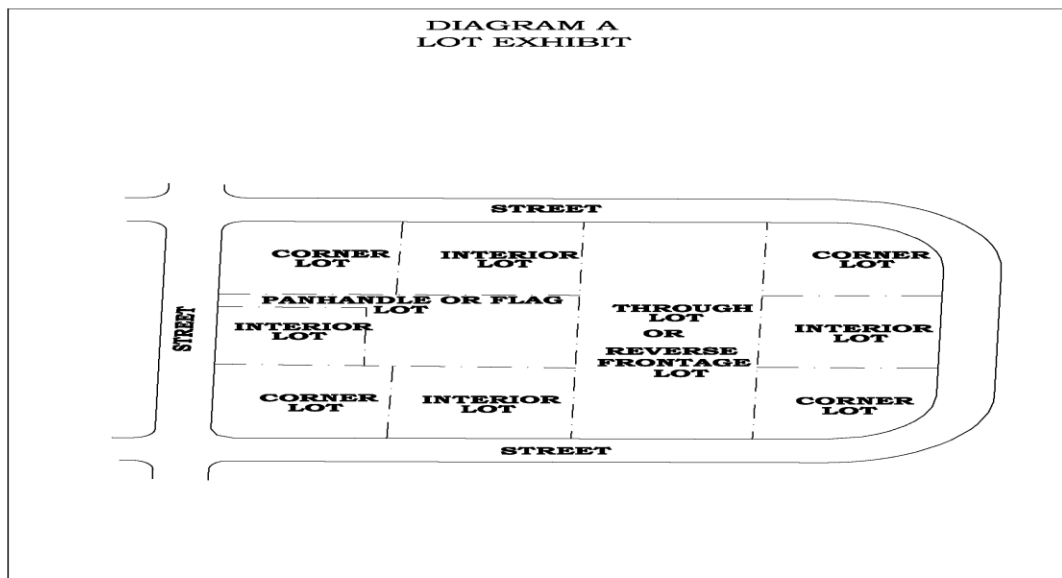 DIAGRAM A
LOT EXHIBIT
STREET
CORNER
LOT
INTERIOR
LOT
CORNER
LOT
PANHANDLE OR FLAG
LOT
THROUGH
LOT
OR
REVERSE
FRONTAGE
LOT
INTERIOR
LOT
INTERIOR
LOT
STREET
CORNER
LOT
INTERIOR
LOT
CORNER
LOT
STREET